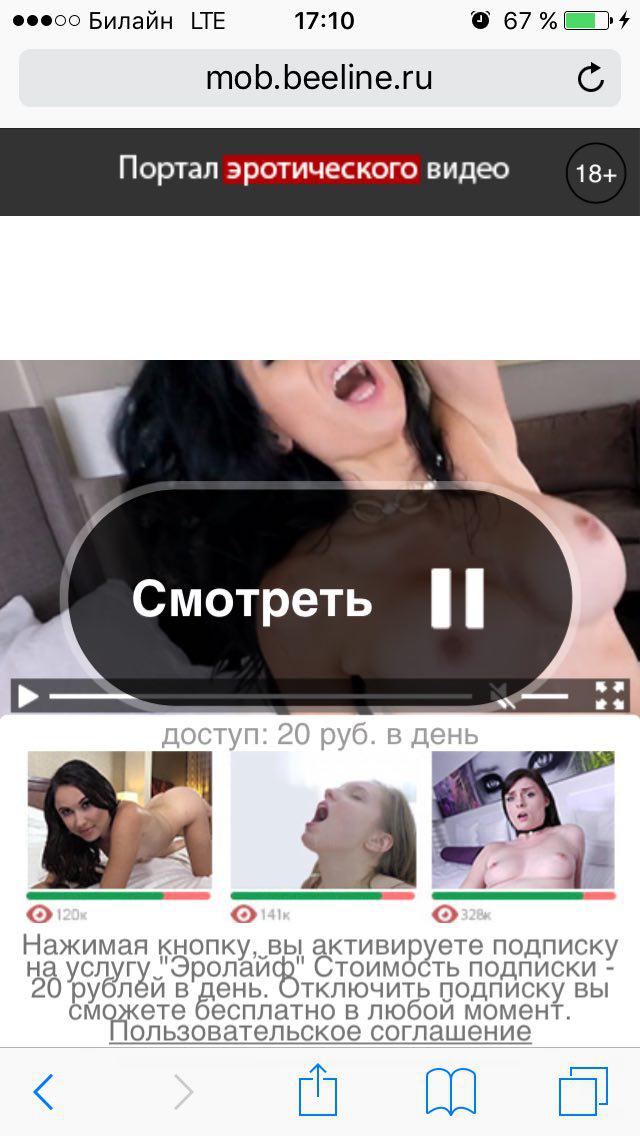 Билайн LTE 17:10 67 %
mob.beeline.ru
Портал эротического видео 18+
Смотреть
доступ: 20 руб. в день
120к 141к 328к
Нажимая кнопку, вы активируете подписку
на услугу "Эролайф" Стоимость подписки -
20 рублей в день. Отключить подписку вы
сможете бесплатно в любой момент.
Пользовательское соглашение